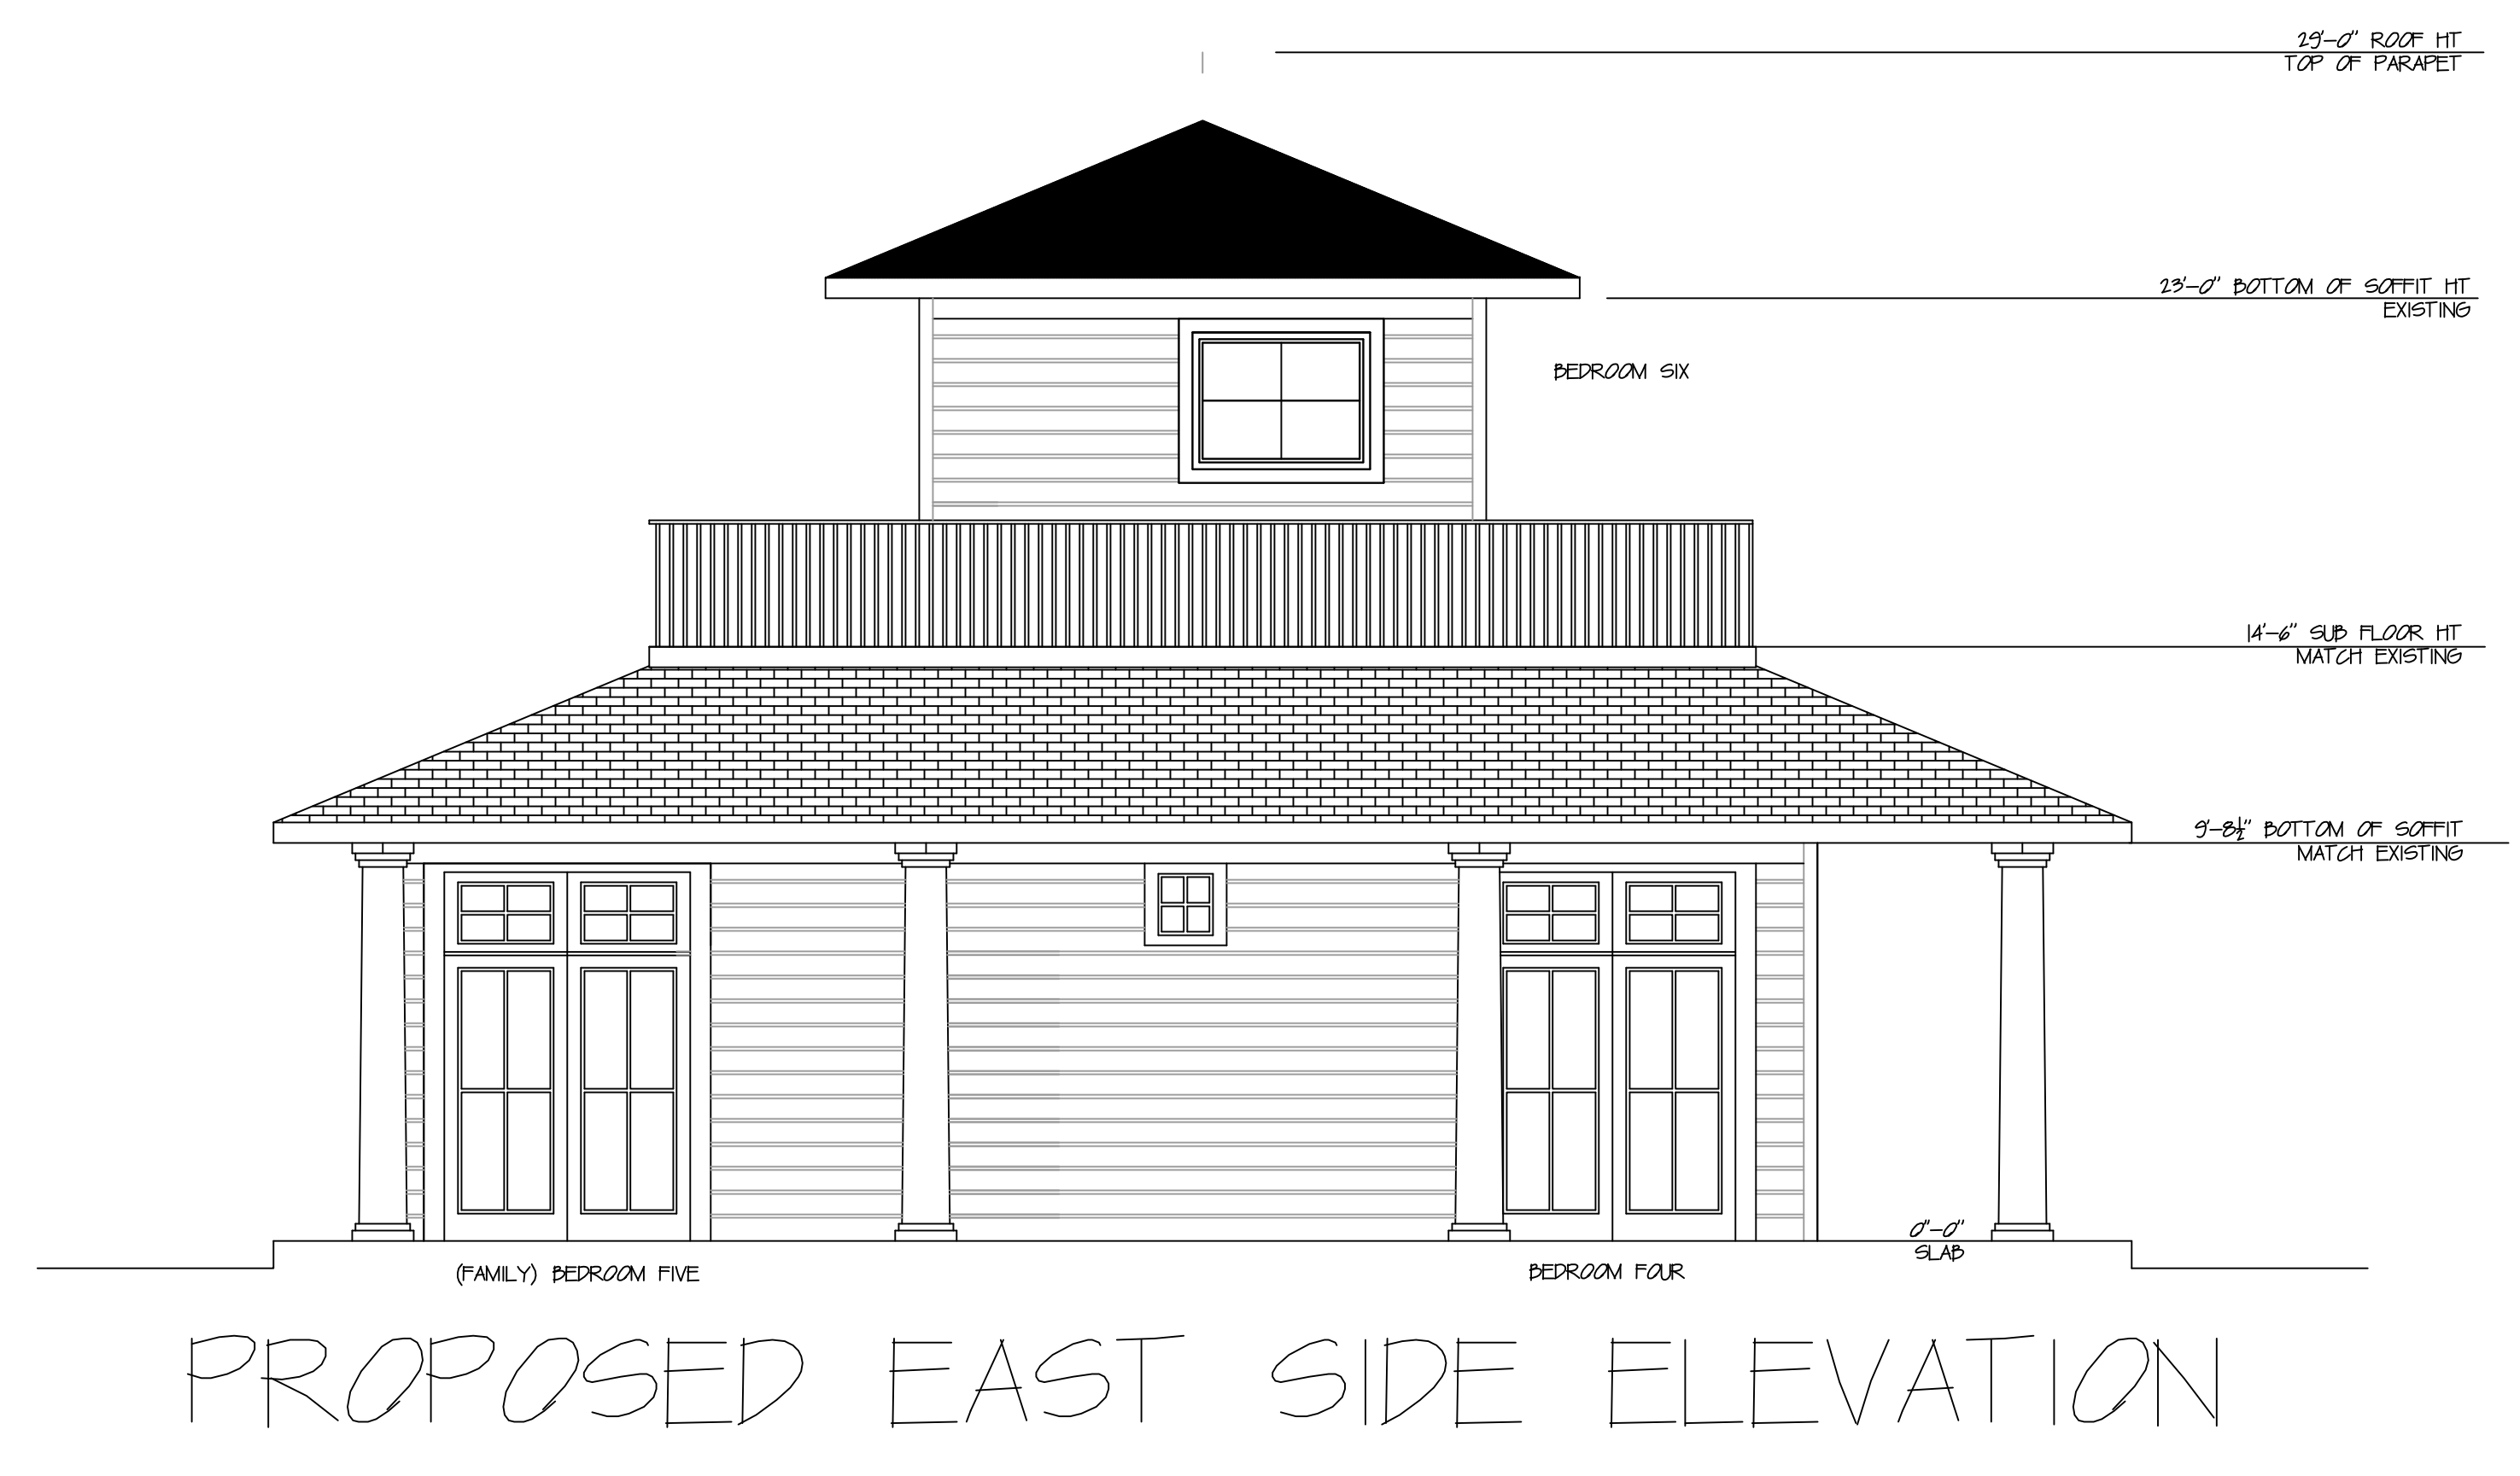 29'-0" ROOF HT
TOP OF PARAPET
23'-0" BOTTOM OF SOFFIT HT
EXISTING
BEDROOM SIX
14'-6" SUB FLOOR HT
MATCH EXISTING
9'-8½" BOTTOM OF SOFFIT
MATCH EXISTING
0"-0"
SLAB
(FAMILY) BEDROOM FIVE
BEDROOM FOUR
PROPOSED EAST SIDE ELEVATION